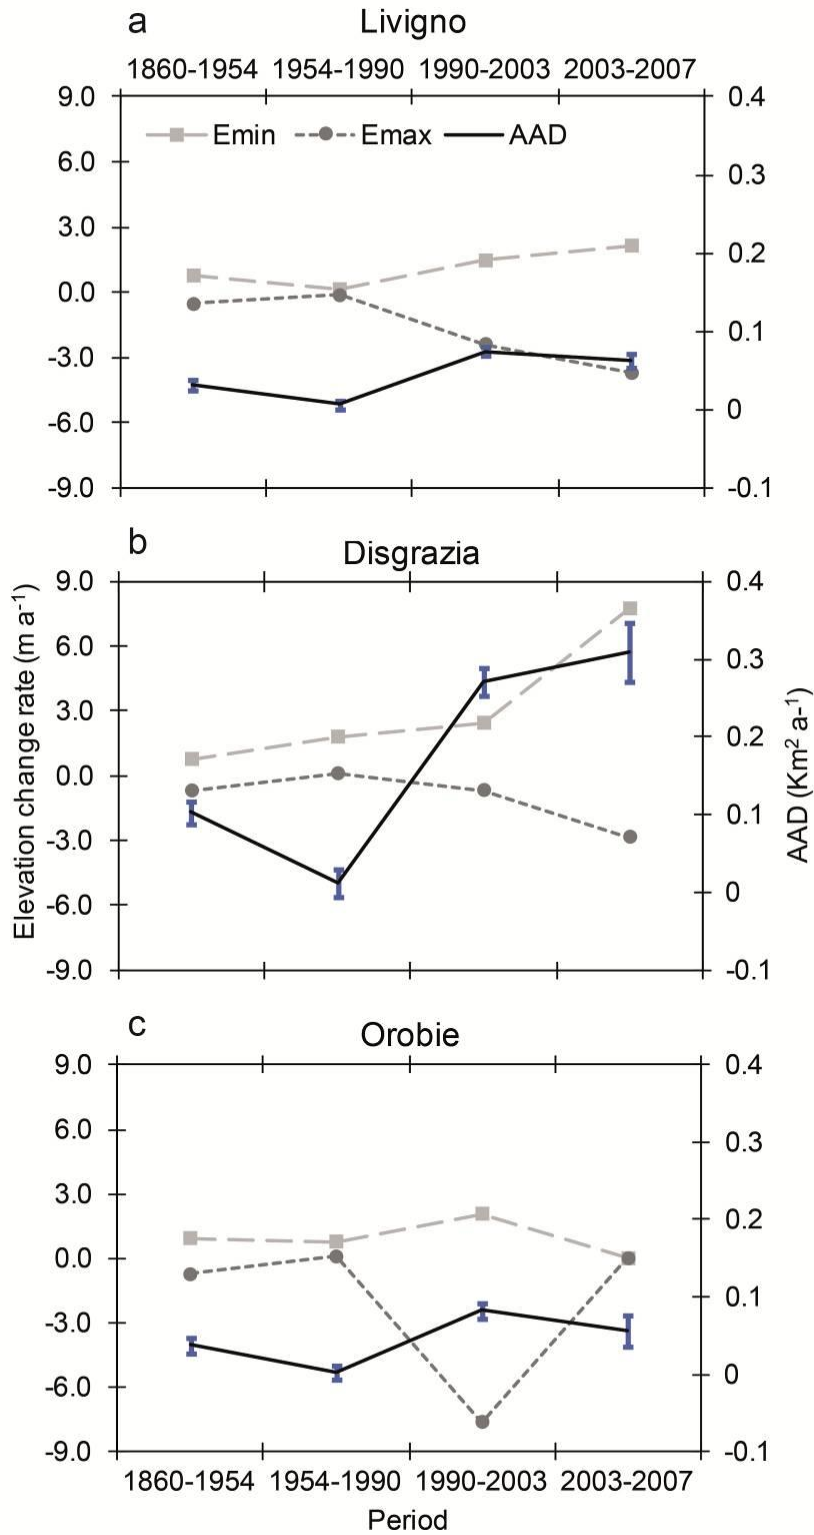 a
Livigno
1860-1954 1954-1990 1990-2003 2003-2007
9.0 0.4
Emin Emax AAD
6.0
0.3
3.0
0.2
0.0
0.1
-3.0
0
-6.0
-9.0 -0.1
b
Disgrazia
9.0 0.4
6.0
0.3
3.0
0.2
0.0
0.1
-3.0
0
-6.0
-9.0 -0.1
Elevation change rate (m a⁻¹)
AAD (Km² a-¹)
c
Orobie
9.0 0.4
6.0
0.3
3.0
0.2
0.0
0.1
-3.0
0
-6.0
-9.0 -0.1
1860-1954 1954-1990 1990-2003 2003-2007
Period